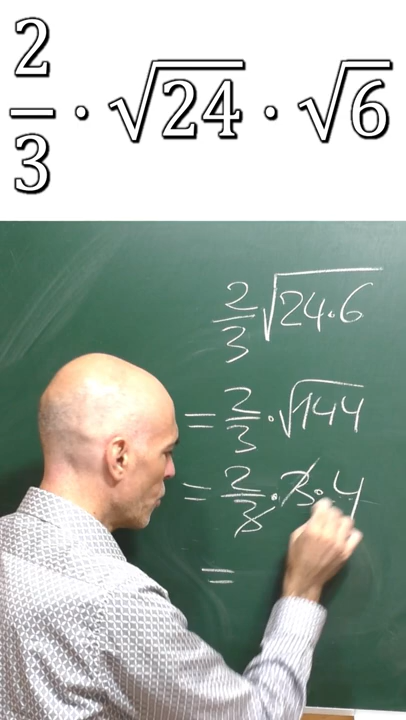 2/3 · √24 · √6
2/3 √24·6
= 2/3 · √144
= 2/3 · 3·4
=